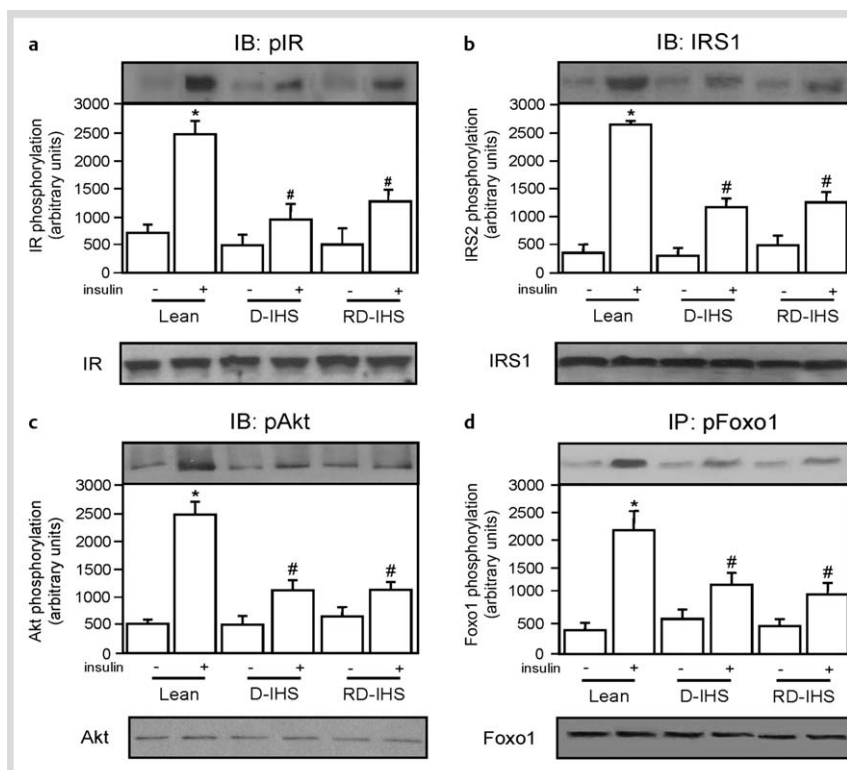 a
IB: pIR
IR phosphorylation
(arbitrary units)
3000
2500
2000
1500
1000
500
0
*
#
#
insulin - + - + - +
Lean D-IHS RD-IHS
IR
b
IB: IRS1
IRS2 phosphorylation
(arbitrary units)
3000
2500
2000
1500
1000
500
0
*
#
#
insulin - + - + - +
Lean D-IHS RD-IHS
IRS1
c
IB: pAkt
Akt phosphorylation
(arbitrary units)
3000
2500
2000
1500
1000
500
0
*
#
#
insulin - + - + - +
Lean D-IHS RD-IHS
Akt
d
IP: pFoxo1
Foxo1 phosphorylation
(arbitrary units)
3000
2500
2000
1500
1000
500
0
*
#
#
insulin - + - + - +
Lean D-IHS RD-IHS
Foxo1